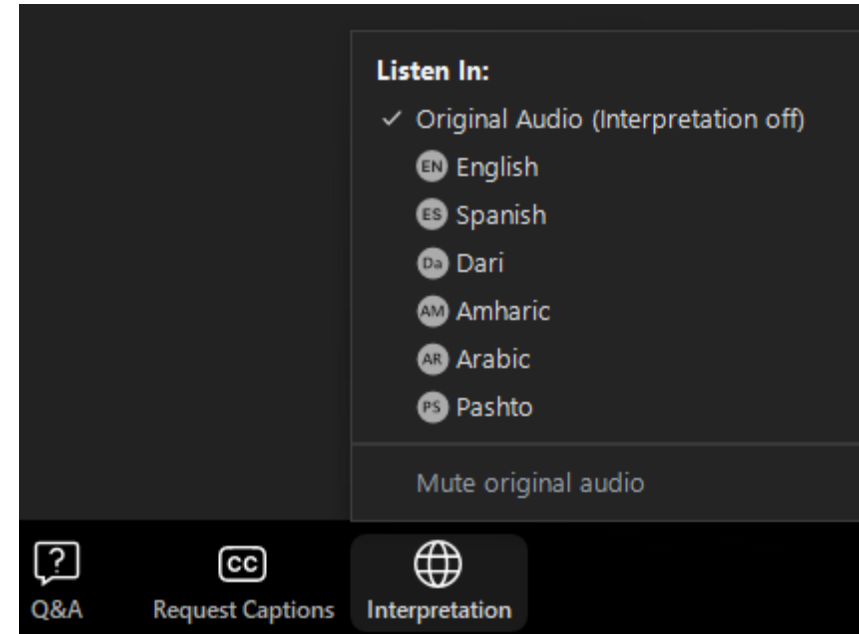 Listen In:
✓ Original Audio (Interpretation off)
EN English
ES Spanish
Da Dari
AM Amharic
AR Arabic
PS Pashto
Mute original audio
? CC
Q&A Request Captions Interpretation